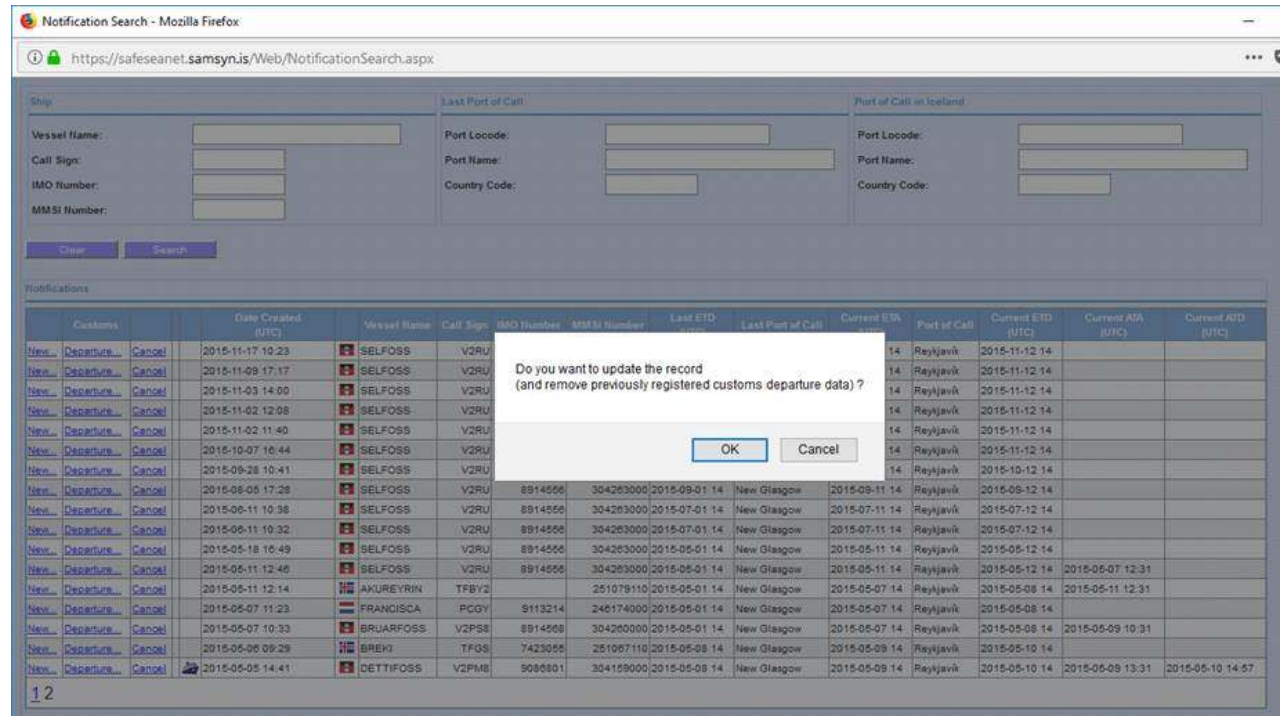 Notification Search - Mozilla Firefox
https://safeseanet.samsyn.is/Web/NotificationSearch.aspx
Ship Last Port of Call Port of Call in Iceland
Vessel Name: Port Locode: Port Locode:
Call Sign: Port Name: Port Name:
IMO Number: Country Code: Country Code:
MMSI Number:
Clear Search
Notifications
Customs Date Created (UTC) Vessel Name Call Sign IMO Number MMSI Number Last ETD Last Port of Call Current ETA Port of Call Current ETD (UTC) Current ATA (UTC) Current ATD (UTC)
New... Departure... Cancel 2015-11-17 10:23 SELFOSS V2RU 14 Reykjavík 2015-11-12 14
New... Departure... Cancel 2015-11-09 17:17 SELFOSS V2RU 14 Reykjavík 2015-11-12 14
New... Departure... Cancel 2015-11-03 14:00 SELFOSS V2RU 14 Reykjavík 2015-11-12 14
New... Departure... Cancel 2015-11-02 12:08 SELFOSS V2RU 14 Reykjavík 2015-11-12 14
New... Departure... Cancel 2015-11-02 11:40 SELFOSS V2RU 14 Reykjavík 2015-11-12 14
New... Departure... Cancel 2015-10-07 16:44 SELFOSS V2RU 14 Reykjavík 2015-11-12 14
New... Departure... Cancel 2015-09-28 10:41 SELFOSS V2RU 14 Reykjavík 2015-10-12 14
Do you want to update the record
(and remove previously registered customs departure data) ?
OK Cancel
New... Departure... Cancel 2015-08-05 17:28 SELFOSS V2RU 8914556 304263000 2015-09-01 14 New Glasgow 2015-09-11 14 Reykjavík 2015-09-12 14
New... Departure... Cancel 2015-06-11 10:38 SELFOSS V2RU 8914556 304263000 2015-07-01 14 New Glasgow 2015-07-11 14 Reykjavík 2015-07-12 14
New... Departure... Cancel 2015-06-11 10:32 SELFOSS V2RU 8914556 304263000 2015-07-01 14 New Glasgow 2015-07-11 14 Reykjavík 2015-07-12 14
New... Departure... Cancel 2015-05-18 16:49 SELFOSS V2RU 8914556 304263000 2015-05-01 14 New Glasgow 2015-05-11 14 Reykjavík 2015-05-12 14
New... Departure... Cancel 2015-05-11 12:46 SELFOSS V2RU 8914556 304263000 2015-05-01 14 New Glasgow 2015-05-11 14 Reykjavík 2015-05-12 14 2015-05-07 12:31
New... Departure... Cancel 2015-05-11 12:14 AKUREYRIN TFBY2 251079110 2015-05-01 14 New Glasgow 2015-05-07 14 Reykjavík 2015-05-08 14 2015-05-11 12:31
New... Departure... Cancel 2015-05-07 11:23 FRANCISCA PCGY 9113214 246174000 2015-05-01 14 New Glasgow 2015-05-07 14 Reykjavík 2015-05-08 14
New... Departure... Cancel 2015-05-07 10:33 BRUARFOSS V2PS8 8914568 304260000 2015-05-01 14 New Glasgow 2015-05-07 14 Reykjavík 2015-05-08 14 2015-05-09 10:31
New... Departure... Cancel 2015-05-06 09:29 BREKI TFGS 7423055 251067110 2015-05-08 14 New Glasgow 2015-05-09 14 Reykjavík 2015-05-10 14
New... Departure... Cancel 2015-05-05 14:41 DETTIFOSS V2PM8 9086801 304159000 2015-05-08 14 New Glasgow 2015-05-09 14 Reykjavík 2015-05-10 14 2015-05-09 13:31 2015-05-10 14:57
1 2